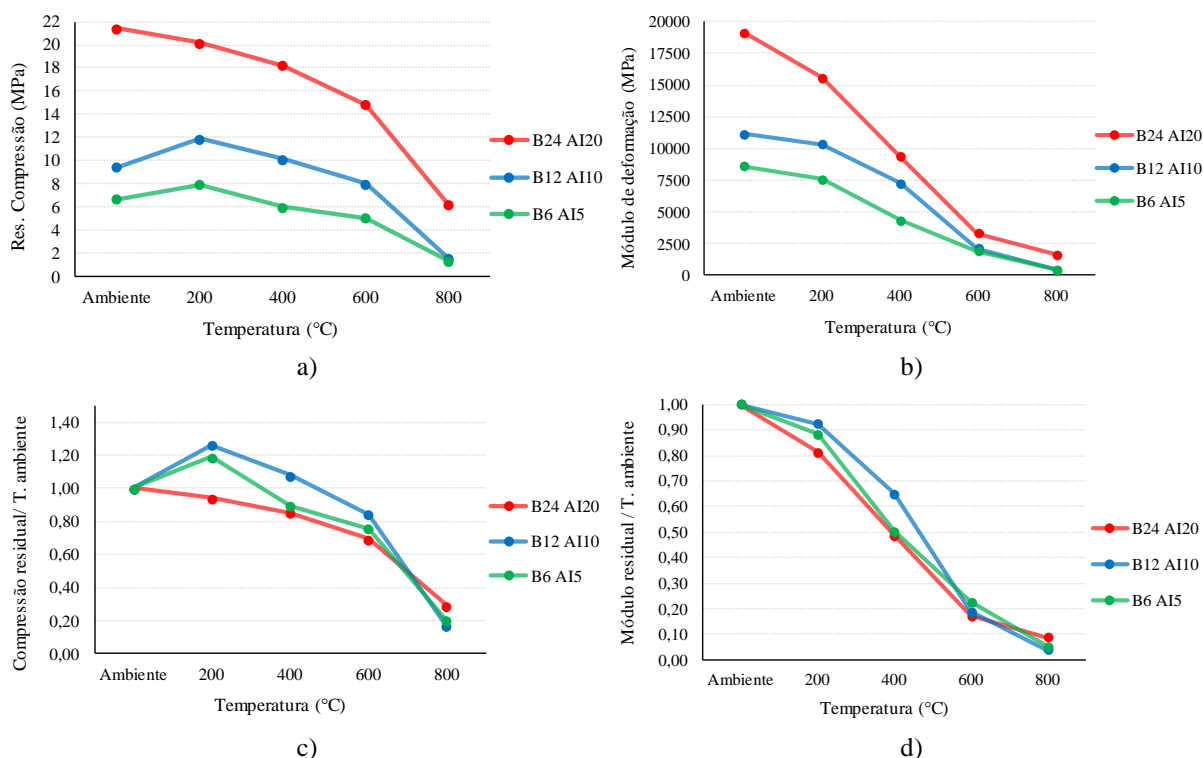 Res. Compressão (MPa)
22
20
18
16
14
12
10
8
6
4
2
0
Ambiente 200 400 600 800
Temperatura (°C)
B24 AI20
B12 AI10
B6 AI5
a)
Módulo de deformação (MPa)
20000
17500
15000
12500
10000
7500
5000
2500
0
Ambiente 200 400 600 800
Temperatura (°C)
B24 AI20
B12 AI10
B6 AI5
b)
Compressão residual/ T. ambiente
1,40
1,20
1,00
0,80
0,60
0,40
0,20
0,00
Ambiente 200 400 600 800
Temperatura (°C)
B24 AI20
B12 AI10
B6 AI5
c)
Módulo residual / T. ambiente
1,00
0,90
0,80
0,70
0,60
0,50
0,40
0,30
0,20
0,10
0,00
Ambiente 200 400 600 800
Temperatura (°C)
B24 AI20
B12 AI10
B6 AI5
d)